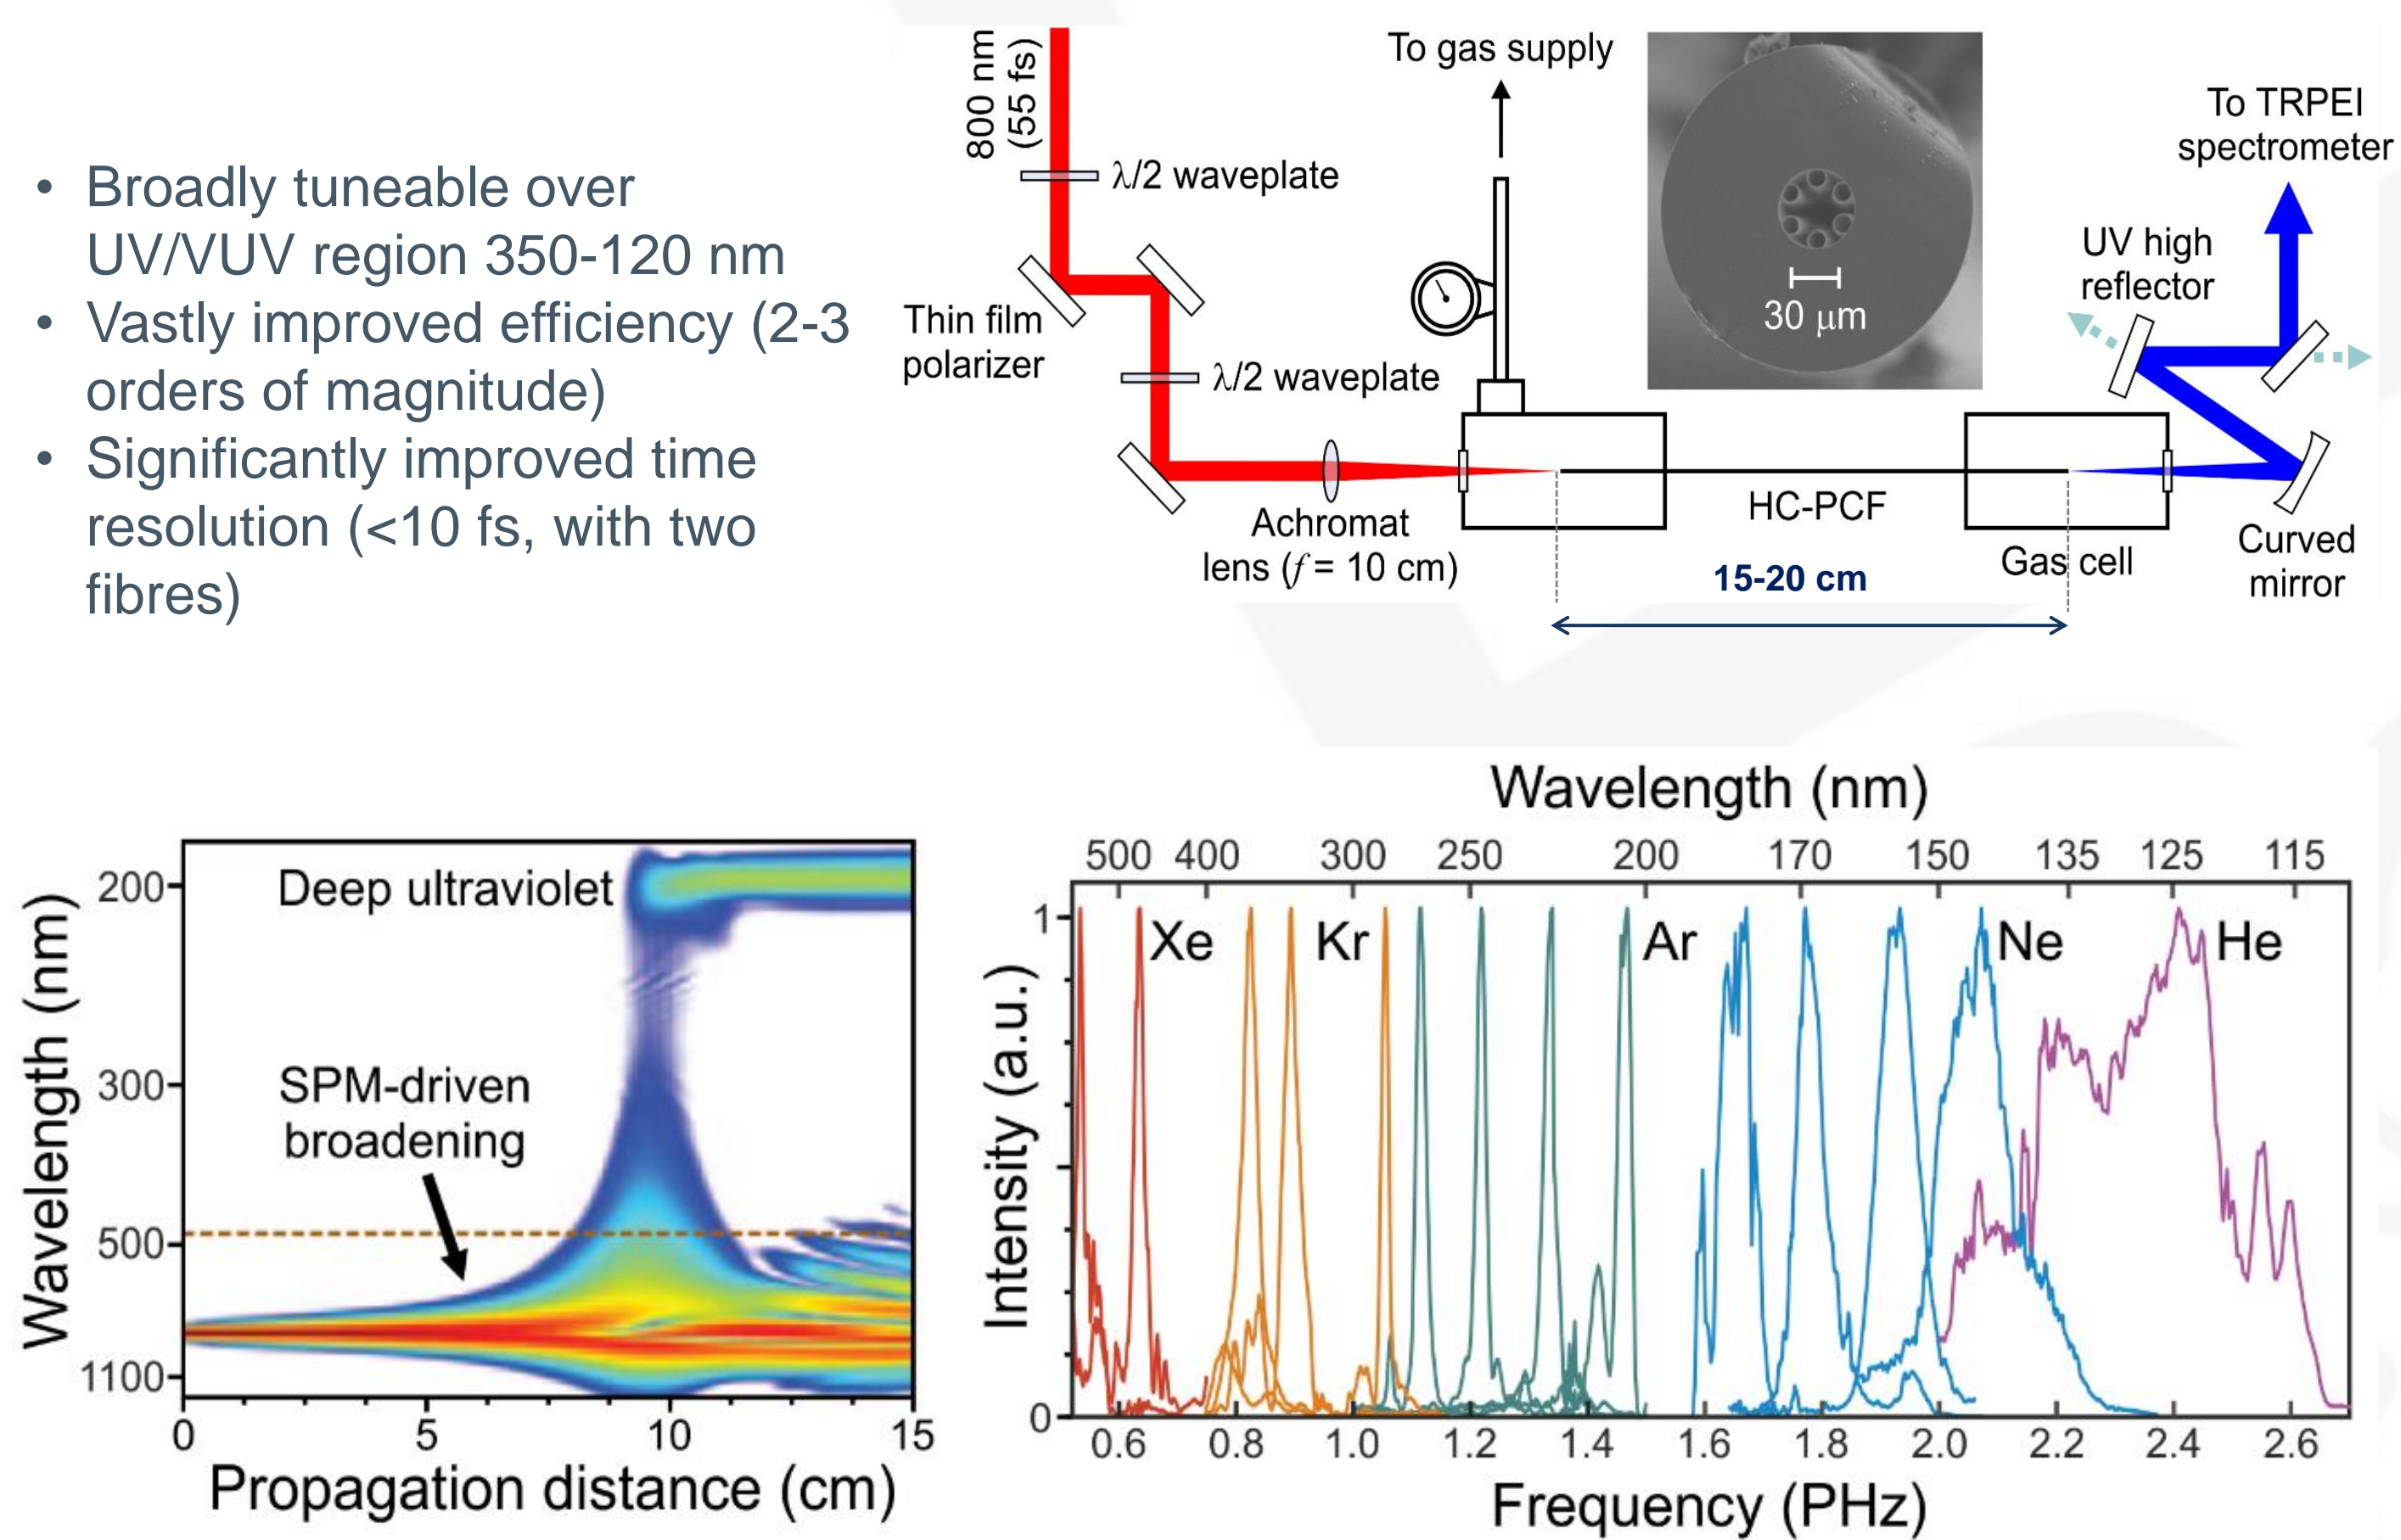 • Broadly tuneable over
UV/VUV region 350-120 nm
• Vastly improved efficiency (2-3
orders of magnitude)
• Significantly improved time
resolution (<10 fs, with two
fibres)
800 nm
(55 fs)
λ/2 waveplate
Thin film
polarizer
λ/2 waveplate
Achromat
lens (f = 10 cm)
To gas supply
30 μm
HC-PCF
15-20 cm
Gas cell
To TRPEI
spectrometer
UV high
reflector
Curved
mirror
Wavelength (nm)
200
300
500
1100
Deep ultraviolet
SPM-driven
broadening
0 5 10 15
Propagation distance (cm)
Wavelength (nm)
500 400 300 250 200 170 150 135 125 115
Intensity (a.u.)
1
0
Xe Kr Ar Ne He
0.6 0.8 1.0 1.2 1.4 1.6 1.8 2.0 2.2 2.4 2.6
Frequency (PHz)